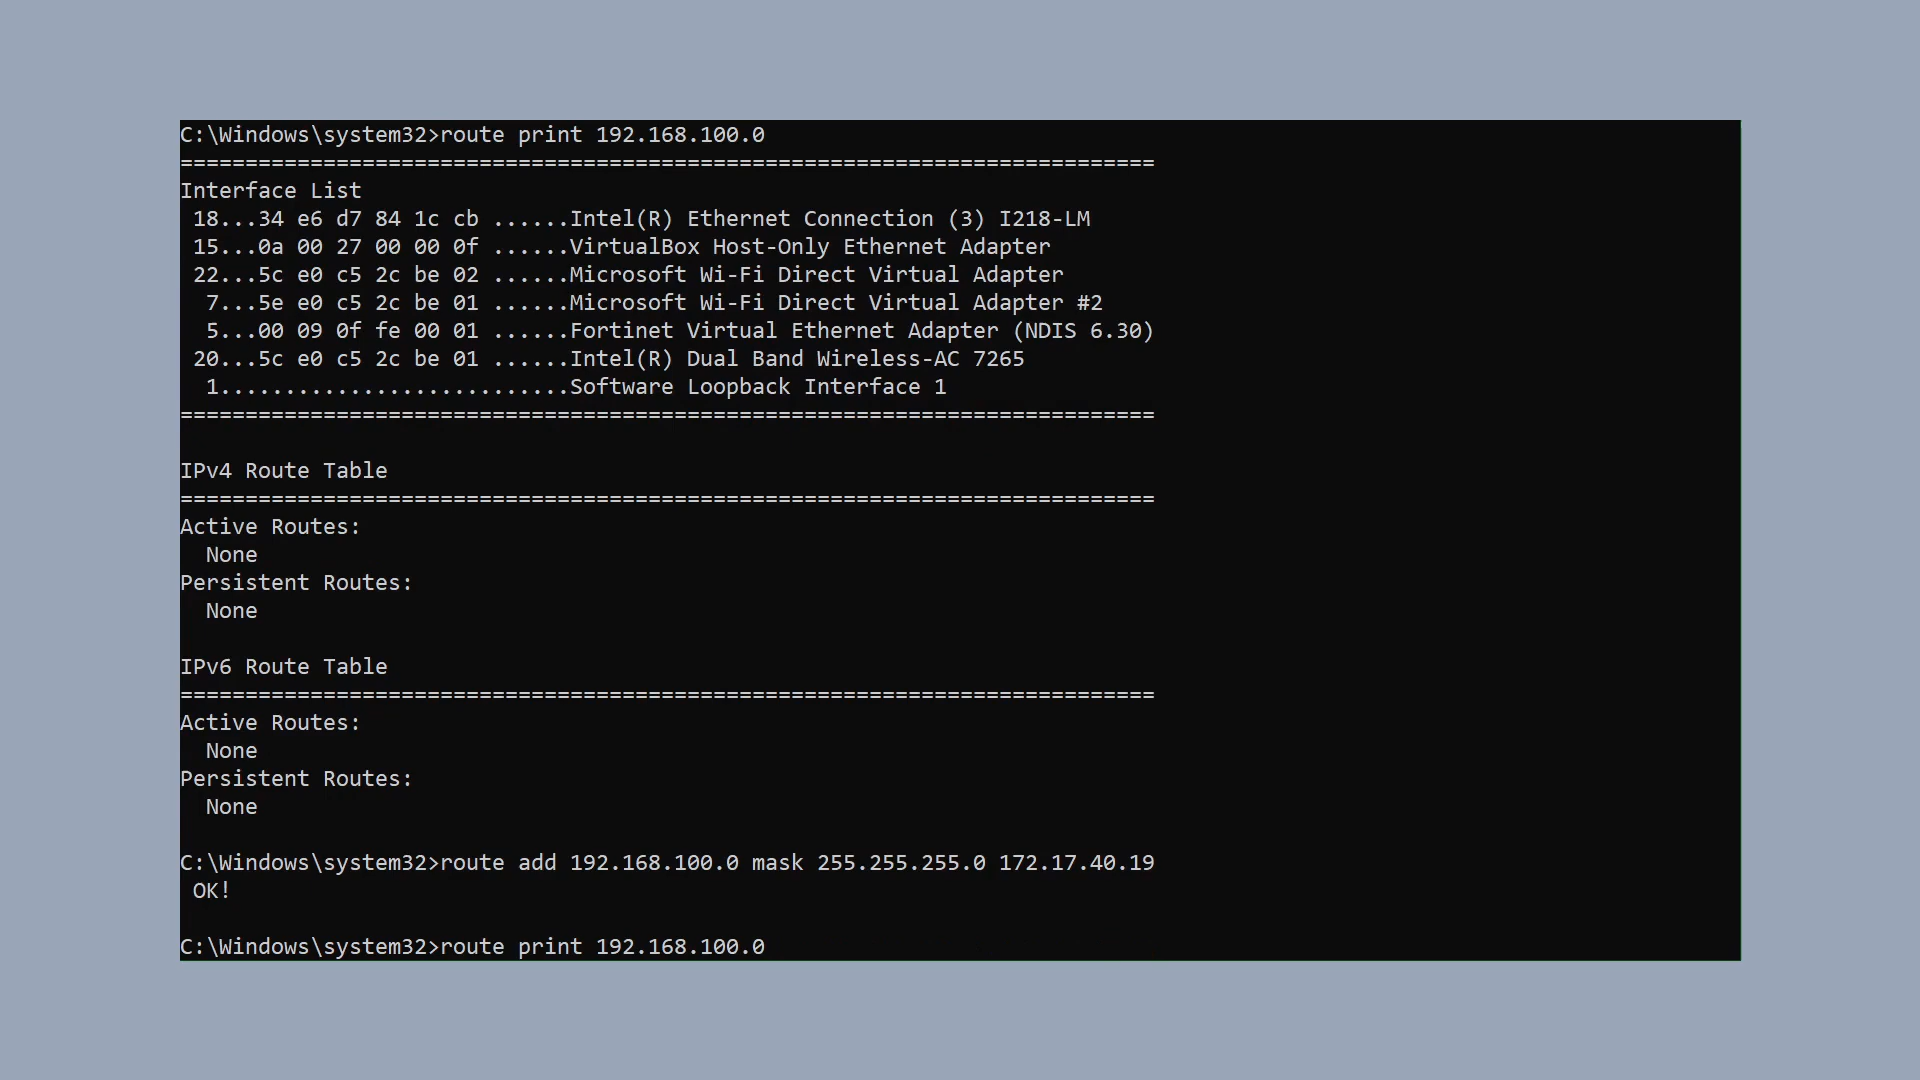 C:\Windows\system32>route print 192.168.100.0
===========================================================================
Interface List
 18...34 e6 d7 84 1c cb ......Intel(R) Ethernet Connection (3) I218-LM
 15...0a 00 27 00 00 0f ......VirtualBox Host-Only Ethernet Adapter
 22...5c e0 c5 2c be 02 ......Microsoft Wi-Fi Direct Virtual Adapter
  7...5e e0 c5 2c be 01 ......Microsoft Wi-Fi Direct Virtual Adapter #2
  5...00 09 0f fe 00 01 ......Fortinet Virtual Ethernet Adapter (NDIS 6.30)
 20...5c e0 c5 2c be 01 ......Intel(R) Dual Band Wireless-AC 7265
  1...........................Software Loopback Interface 1
===========================================================================

IPv4 Route Table
===========================================================================
Active Routes:
  None
Persistent Routes:
  None

IPv6 Route Table
===========================================================================
Active Routes:
  None
Persistent Routes:
  None

C:\Windows\system32>route add 192.168.100.0 mask 255.255.255.0 172.17.40.19
 OK!

C:\Windows\system32>route print 192.168.100.0